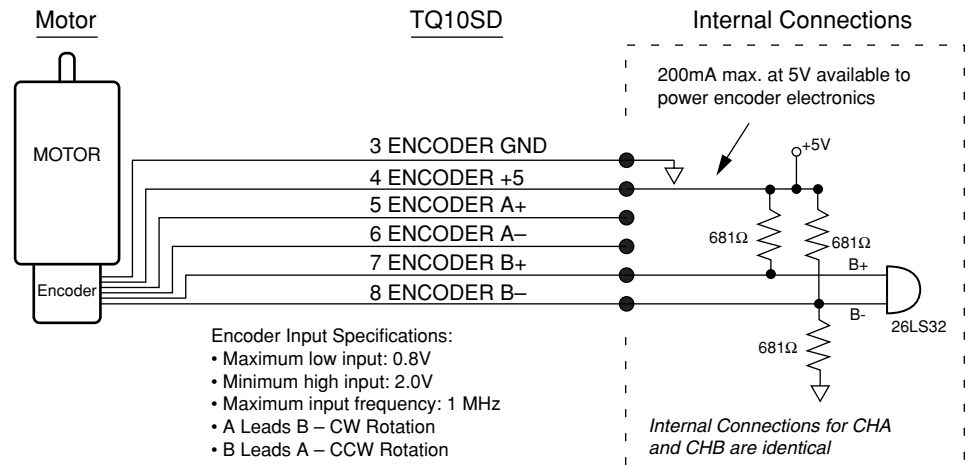 Motor
TQ10SD
Internal Connections
200mA max. at 5V available to
power encoder electronics
MOTOR
Encoder
3 ENCODER GND
4 ENCODER +5
5 ENCODER A+
6 ENCODER A–
7 ENCODER B+
8 ENCODER B–
+5V
681Ω
681Ω
B+
B-
26LS32
681Ω
Encoder Input Specifications:
• Maximum low input: 0.8V
• Minimum high input: 2.0V
• Maximum input frequency: 1 MHz
• A Leads B – CW Rotation
• B Leads A – CCW Rotation
Internal Connections for CHA
and CHB are identical